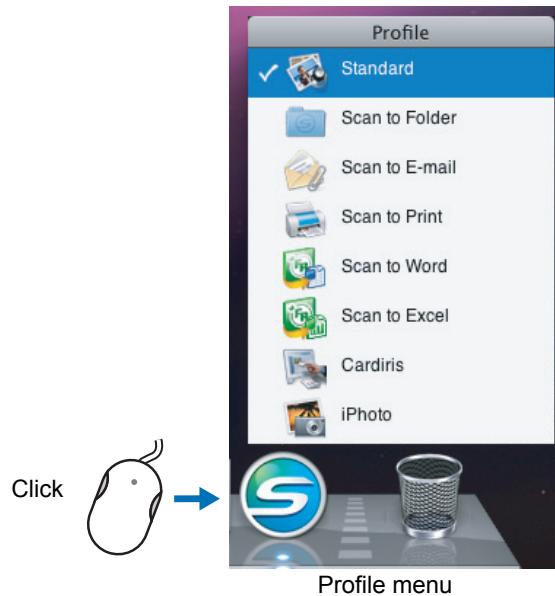 Profile
Standard
Scan to Folder
Scan to E-mail
Scan to Print
Scan to Word
Scan to Excel
Cardiris
iPhoto
Click
Profile menu